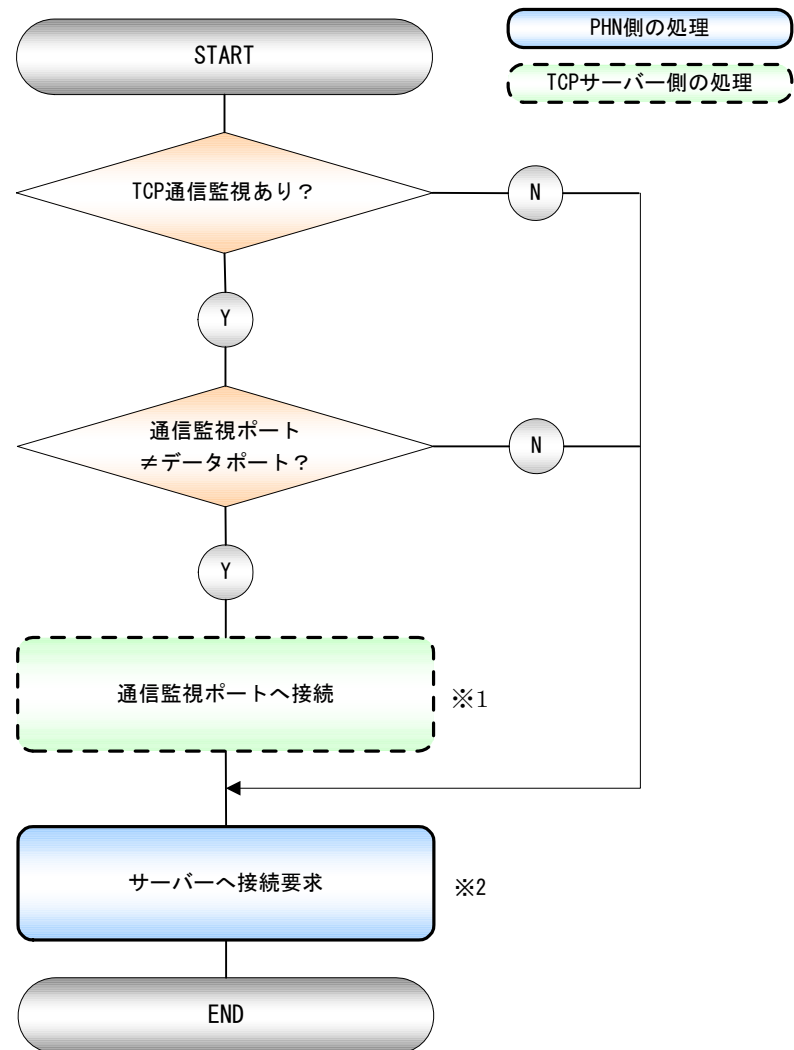 START
PHN側の処理
TCPサーバー側の処理
TCP通信監視あり？
N
Y
通信監視ポート
≠データポート？
N
Y
通信監視ポートへ接続
※1
サーバーへ接続要求
※2
END